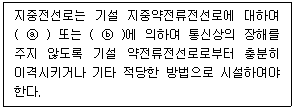 지중전선로는 기설 지중약전류전선로에 대하여
( ⓐ ) 또는 ( ⓑ )에 의하여 통신상의 장해를
주지 않도록 기설 약전류전선로로부터 충분히
이격시키거나 기타 적당한 방법으로 시설하여야
한다.